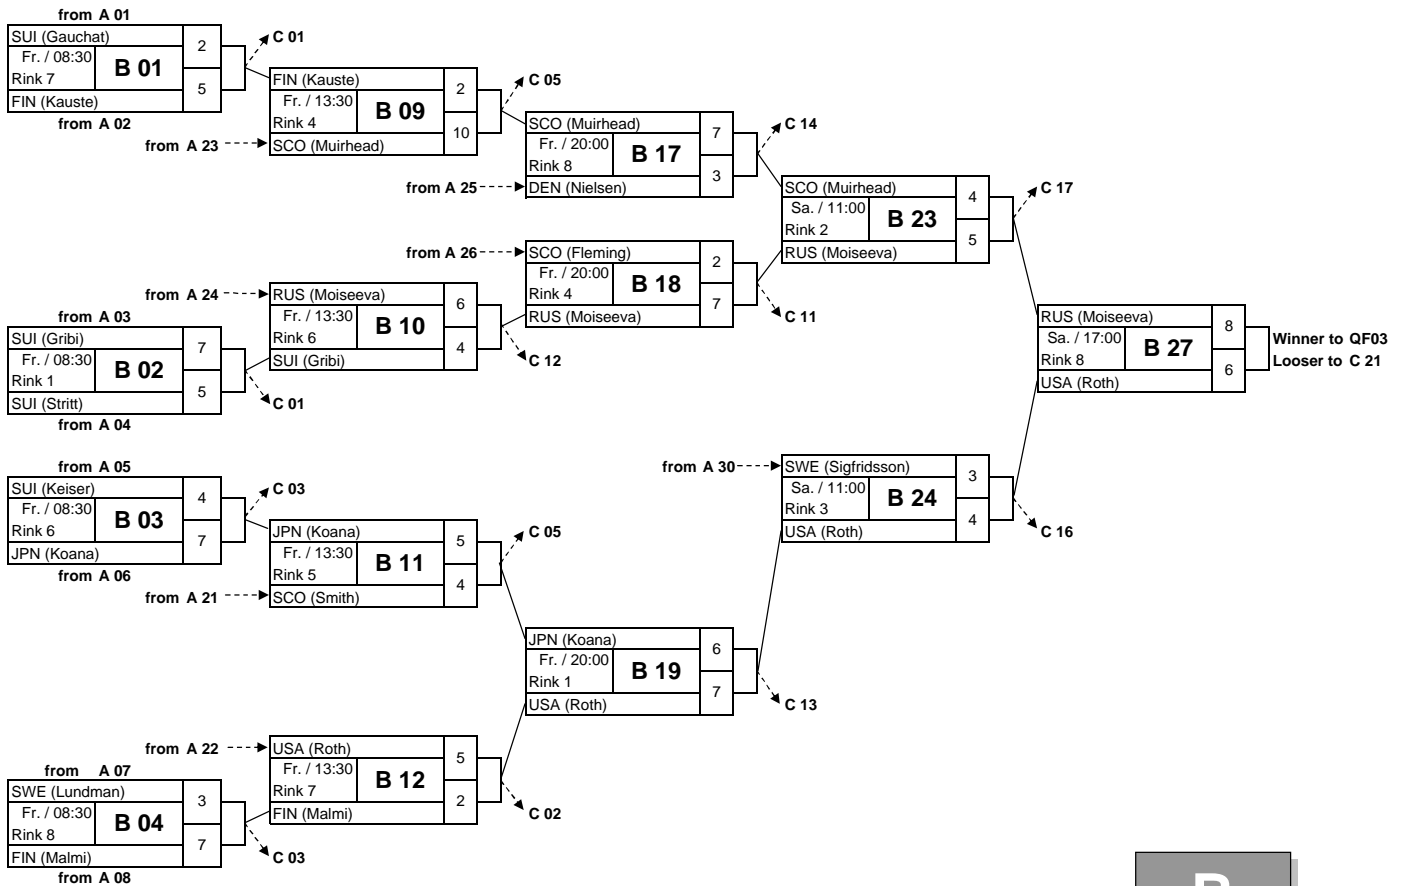 from A 01
SUI (Gauchat)
2
Fr. / 08:30
B 01
Rink 7
5
FIN (Kauste)
from A 02
C 01
FIN (Kauste)
2
Fr. / 13:30
B 09
Rink 4
10
from A 23
SCO (Muirhead)
C 05
SCO (Muirhead)
7
Fr. / 20:00
B 17
Rink 8
3
from A 25
DEN (Nielsen)
C 14
SCO (Muirhead)
4
Sa. / 11:00
B 23
Rink 2
5
RUS (Moiseeva)
C 17
from A 26
SCO (Fleming)
2
Fr. / 20:00
B 18
Rink 4
7
RUS (Moiseeva)
C 11
from A 24
RUS (Moiseeva)
6
Fr. / 13:30
B 10
Rink 6
4
SUI (Gribi)
C 12
from A 03
SUI (Gribi)
7
Fr. / 08:30
B 02
Rink 1
5
SUI (Stritt)
from A 04
C 01
RUS (Moiseeva)
8
Sa. / 17:00
B 27
Rink 8
6
USA (Roth)
Winner to QF03
Looser to C 21
from A 05
SUI (Keiser)
4
Fr. / 08:30
B 03
Rink 6
7
JPN (Koana)
from A 06
C 03
JPN (Koana)
5
Fr. / 13:30
B 11
Rink 5
4
from A 21
SCO (Smith)
C 05
from A 30
SWE (Sigfridsson)
3
Sa. / 11:00
B 24
Rink 3
4
USA (Roth)
C 16
JPN (Koana)
6
Fr. / 20:00
B 19
Rink 1
7
USA (Roth)
C 13
from A 22
USA (Roth)
5
Fr. / 13:30
B 12
Rink 7
2
FIN (Malmi)
C 02
from A 07
SWE (Lundman)
3
Fr. / 08:30
B 04
Rink 8
7
FIN (Malmi)
from A 08
C 03